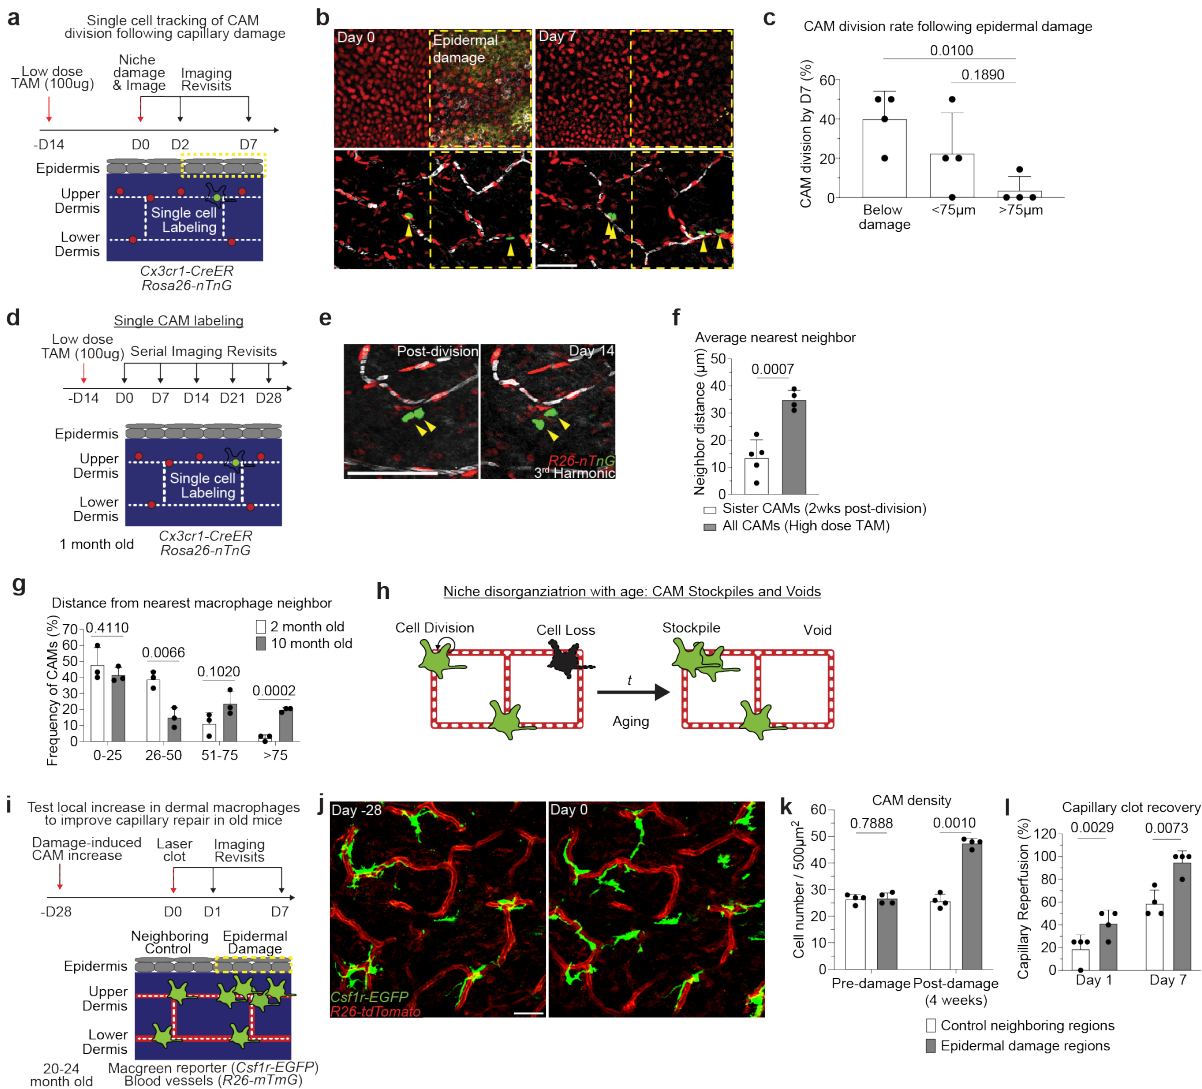 a
Single cell tracking of CAM
division following capillary damage
Low dose
TAM (100ug)
Niche
damage
& Image
Imaging
Revisits
-D14
D0
D2
D7
Epidermis
Upper
Dermis
Single cell
Labeling
Lower
Dermis
Cx3cr1-CreER
Rosa26-nTnG
b
Day 0
Epidermal
damage
Day 7
c
CAM division rate following epidermal damage
0.0100
0.1890
CAM division by D7 (%)
60
40
20
0
Below
damage
<75µm
>75µm
d
Single CAM labeling
Low dose
TAM (100ug)
Serial Imaging Revisits
-D14
D0
D7
D14
D21
D28
Epidermis
Upper
Dermis
Single cell
Labeling
Lower
Dermis
1 month old
Cx3cr1-CreER
Rosa26-nTnG
e
Post-division
Day 14
R26-nTnG
3rd Harmonic
f
Average nearest neighbor
0.0007
Neighbor distance (µm)
50
40
30
20
10
0
Sister CAMs (2wks post-division)
All CAMs (High dose TAM)
g
Distance from nearest macrophage neighbor
Frequency of CAMs (%)
70
60
50
40
30
20
10
0
0.4110
0.0066
0.1020
0.0002
2 month old
10 month old
0-25
26-50
51-75
>75
h
Niche disorganziatrion with age: CAM Stockpiles and Voids
Cell Division
Cell Loss
t
Aging
Stockpile
Void
i
Test local increase in dermal macrophages
to improve capillary repair in old mice
Damage-induced
CAM increase
Laser
clot
Imaging
Revisits
-D28
D0
D1
D7
Neighboring
Control
Epidermal
Damage
Epidermis
Upper
Dermis
Lower
Dermis
20-24
month old
Macgreen reporter (Csf1r-EGFP)
Blood vessels (R26-mTmG)
j
Day -28
Day 0
Csf1r-EGFP
R26-tdTomato
k
CAM density
0.7888
0.0010
Cell number / 500µm²
60
50
40
30
20
10
0
Pre-damage
Post-damage
(4 weeks)
l
Capillary clot recovery
0.0029
0.0073
Capillary Reperfusion (%)
120
100
80
60
40
20
0
Day 1
Day 7
Control neighboring regions
Epidermal damage regions